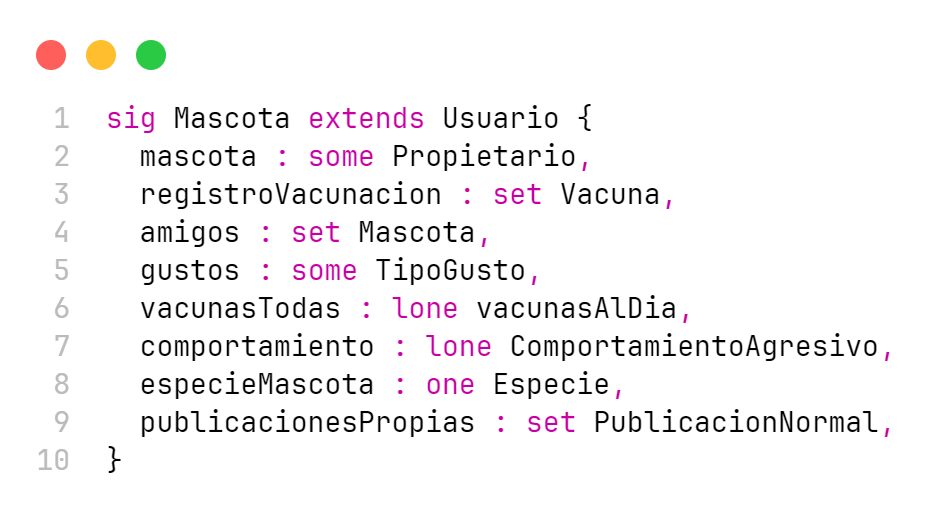 1 sig Mascota extends Usuario {
2 mascota : some Propietario,
3 registroVacunacion : set Vacuna,
4 amigos : set Mascota,
5 gustos : some TipoGusto,
6 vacunasTodas : lone vacunasAlDia,
7 comportamiento : lone ComportamientoAgresivo,
8 especieMascota : one Especie,
9 publicacionesPropias : set PublicacionNormal,
10 }